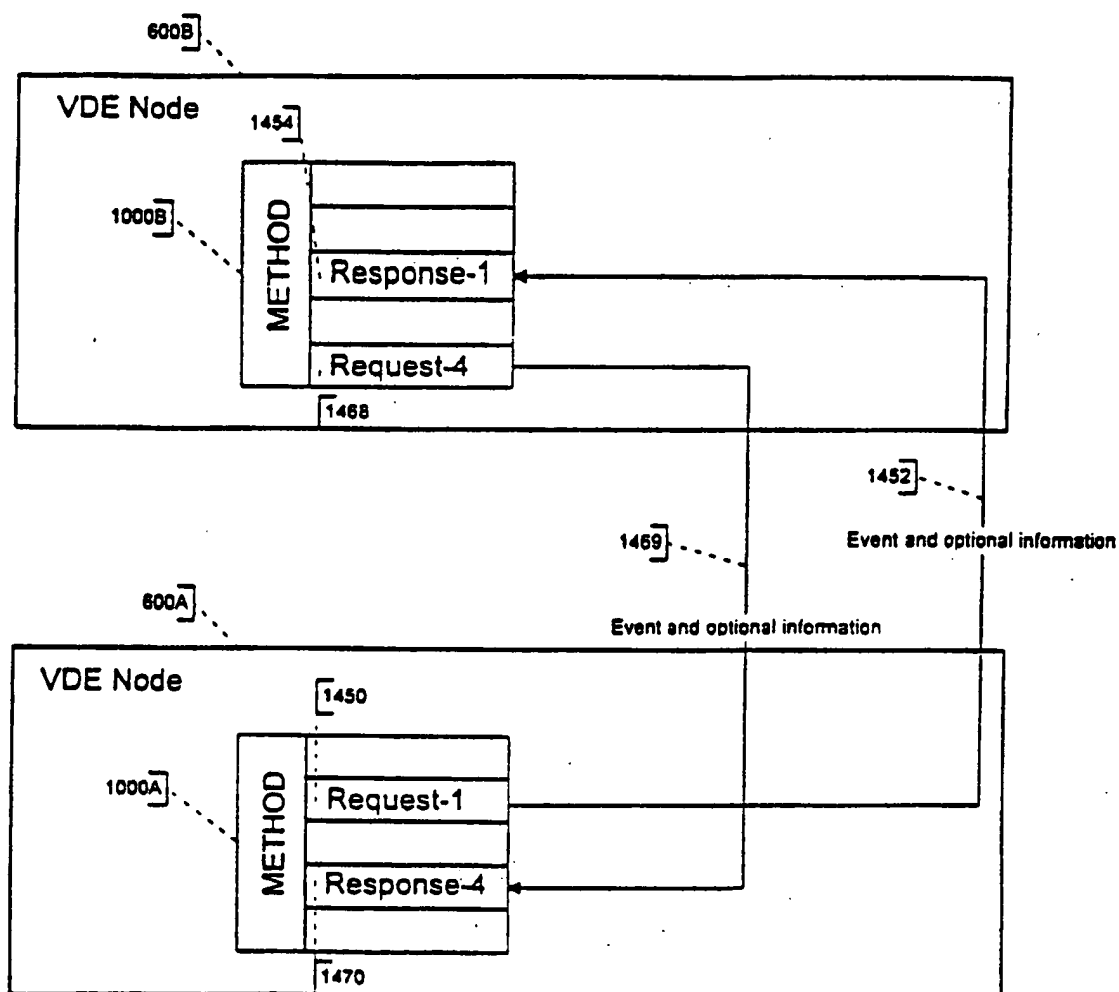 600B
VDE Node
1454
1000B
METHOD
Response-1
Request-4
1468
1452
1469
Event and optional information
600A
Event and optional information
VDE Node
1450
1000A
METHOD
Request-1
Response-4
1470